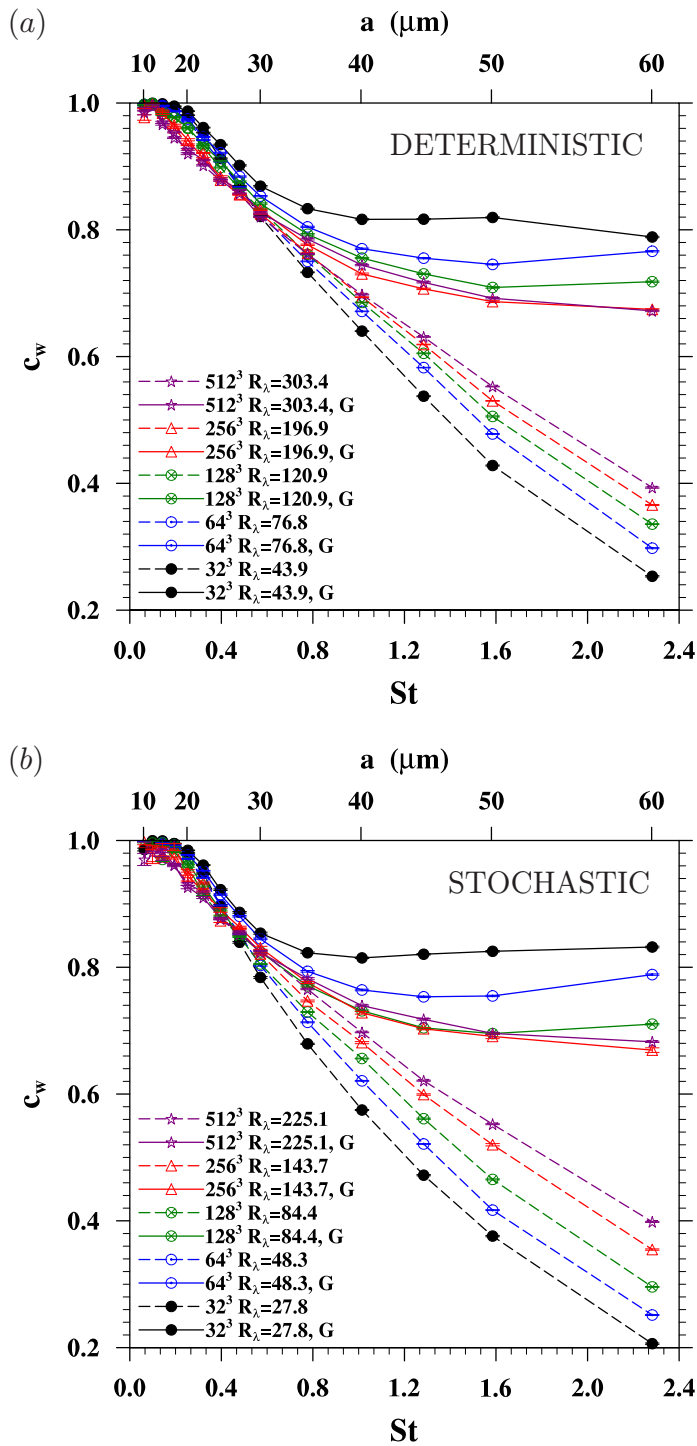 (a)
a (μm)
10 20 30 40 50 60
DETERMINISTIC
1.0
0.8
0.6
0.4
0.2
c_w
512³ R_λ=303.4
512³ R_λ=303.4, G
256³ R_λ=196.9
256³ R_λ=196.9, G
128³ R_λ=120.9
128³ R_λ=120.9, G
64³ R_λ=76.8
64³ R_λ=76.8, G
32³ R_λ=43.9
32³ R_λ=43.9, G
0.0 0.4 0.8 1.2 1.6 2.0 2.4
St
(b)
a (μm)
10 20 30 40 50 60
STOCHASTIC
1.0
0.8
0.6
0.4
0.2
c_w
512³ R_λ=225.1
512³ R_λ=225.1, G
256³ R_λ=143.7
256³ R_λ=143.7, G
128³ R_λ=84.4
128³ R_λ=84.4, G
64³ R_λ=48.3
64³ R_λ=48.3, G
32³ R_λ=27.8
32³ R_λ=27.8, G
0.0 0.4 0.8 1.2 1.6 2.0 2.4
St